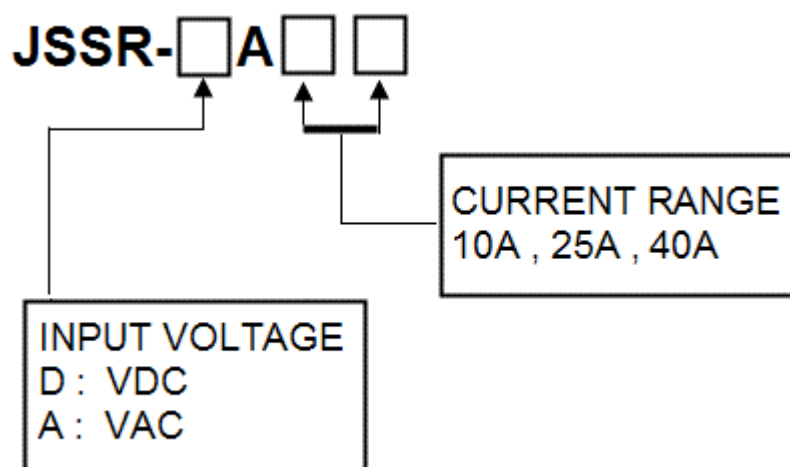 JSSR-□A□ □
CURRENT RANGE
10A , 25A , 40A
INPUT VOLTAGE
D : VDC
A : VAC